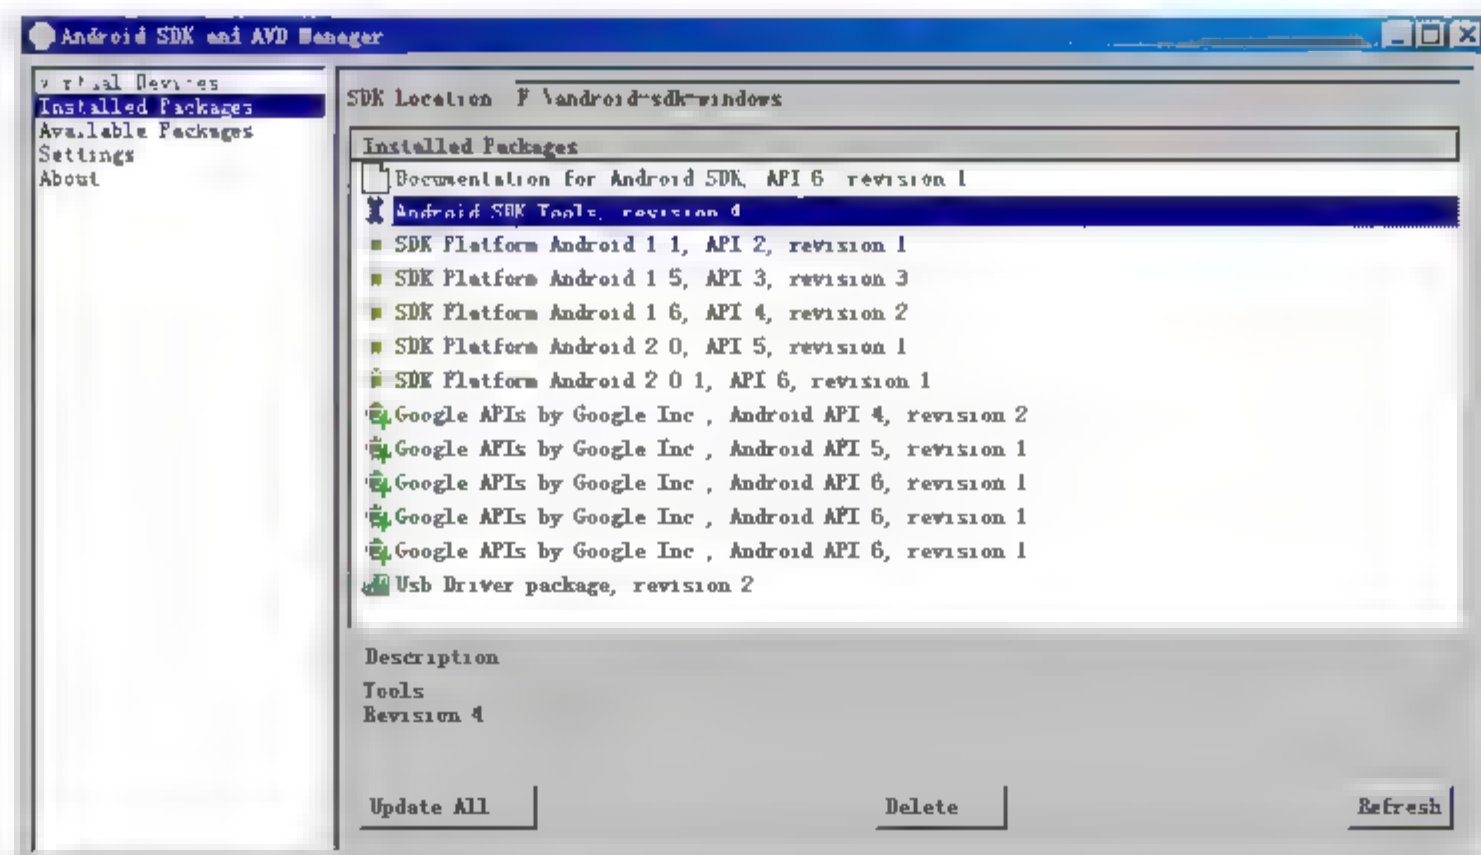 Android SDK and AVD Manager
Virtual Devices
Installed Packages
Available Packages
Settings
About
SDK Location F \android-sdk-windows
Installed Packages
Documentation for Android SDK, API 6 revision 1
Android SDK Tools, revision 4
SDK Platform Android 1 1, API 2, revision 1
SDK Platform Android 1 5, API 3, revision 3
SDK Platform Android 1 6, API 4, revision 2
SDK Platform Android 2 0, API 5, revision 1
SDK Platform Android 2 0 1, API 6, revision 1
Google APIs by Google Inc , Android API 4, revision 2
Google APIs by Google Inc , Android API 5, revision 1
Google APIs by Google Inc , Android API 6, revision 1
Google APIs by Google Inc , Android API 6, revision 1
Google APIs by Google Inc , Android API 6, revision 1
Usb Driver package, revision 2
Description
Tools
Revision 4
Update All
Delete
Refresh